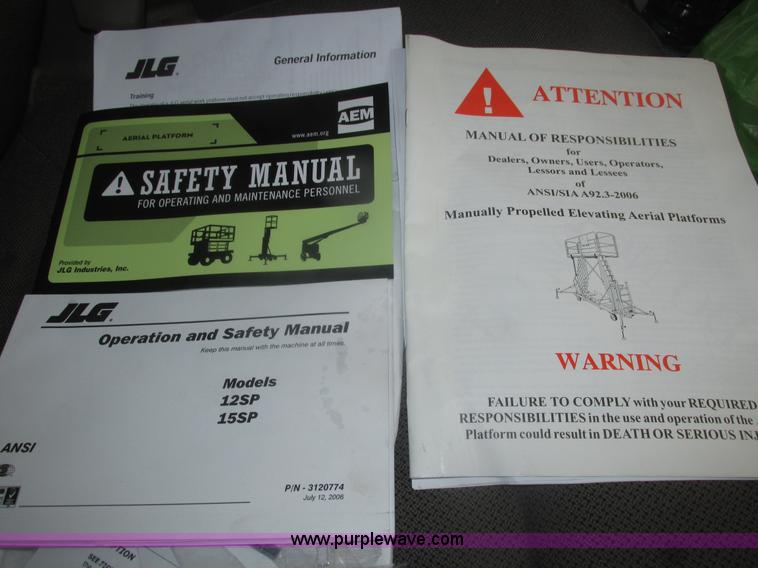 JLG.
General Information
Training
AERIAL PLATFORM
www.aem.org
AEM
SAFETY MANUAL
FOR OPERATING AND MAINTENANCE PERSONNEL
Provided by
JLG Industries, Inc.
JLG.
Operation and Safety Manual
Keep this manual with the machine at all times.
Models
12SP
15SP
ANSI
P/N - 3120774
July 12, 2006
ATTENTION
MANUAL OF RESPONSIBILITIES
for
Dealers, Owners, Users, Operators,
Lessors and Lessees
of
ANSI/SIA A92.3-2006
Manually Propelled Elevating Aerial Platforms
WARNING
FAILURE TO COMPLY with your REQUIRED
RESPONSIBILITIES in the use and operation of the
Platform could result in DEATH OR SERIOUS INJ
www.purplewave.com